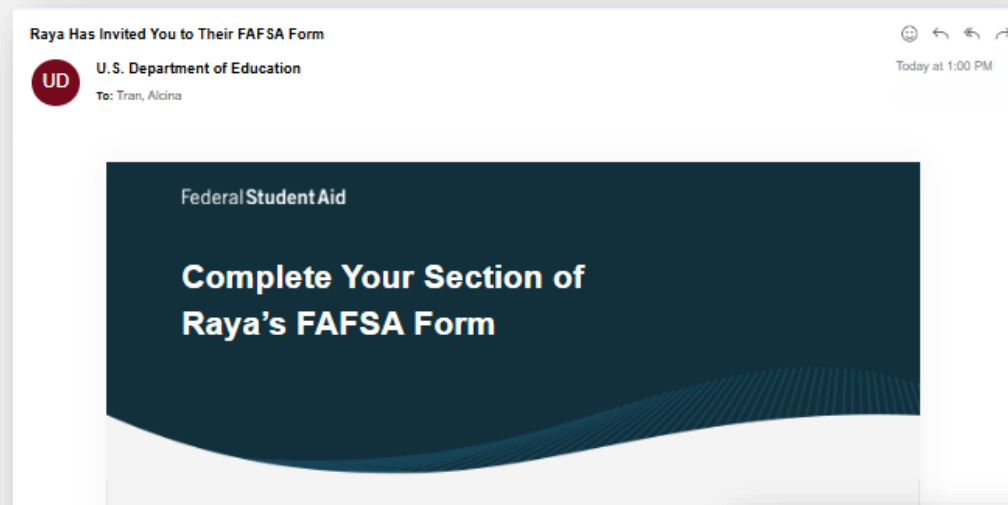 Raya Has Invited You to Their FAFSA Form
UD
U.S. Department of Education
Today at 1:00 PM
To: Tran, Alcina
Federal Student Aid
Complete Your Section of
Raya’s FAFSA Form